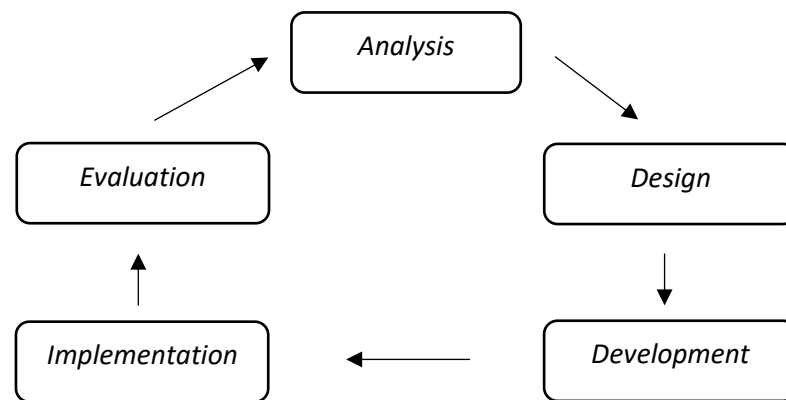 Analysis
Evaluation
Design
Implementation
Development